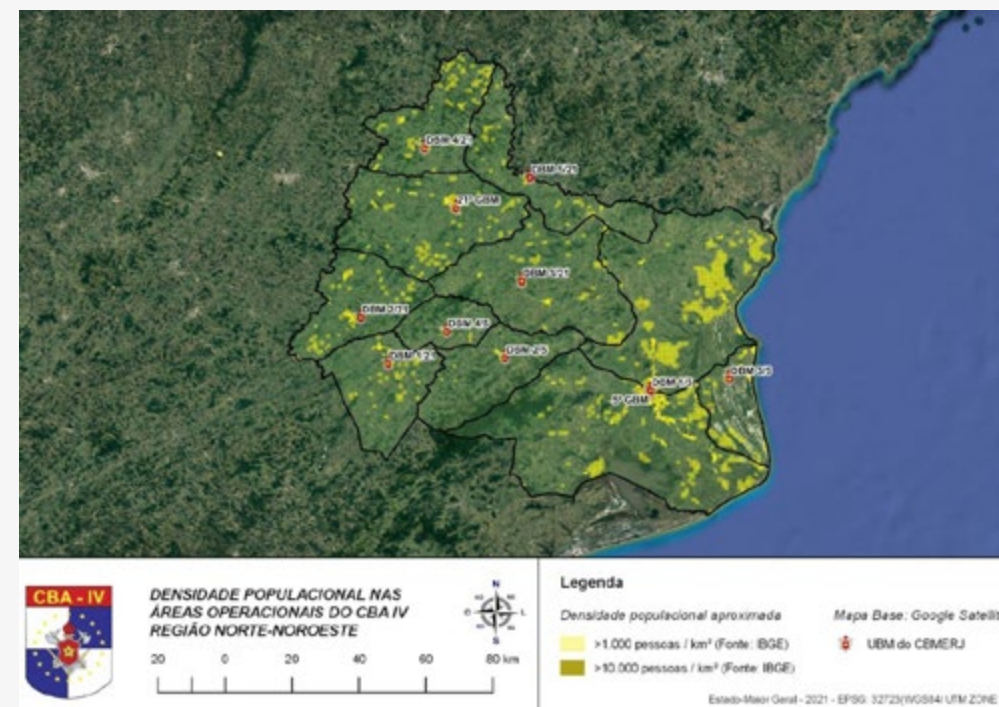 DBM 4/21
DBM 5/21
21º GBM
DBM 3/21
DBM 2/21
DBM 4/5
DBM 1/21
DBM 2/5
DBM 3/5
DBM 1/5
5º GBM
CBA - IV
DENSIDADE POPULACIONAL NAS
ÁREAS OPERACIONAIS DO CBA IV
REGIÃO NORTE-NOROESTE
N
S
L
20 0 20 40 60 80 km
Legenda
Densidade populacional aproximada
>1.000 pessoas / km² (Fonte: IBGE)
>10.000 pessoas / km² (Fonte: IBGE)
Mapa Base: Google Satellit
UBM do CBMERJ
Estado-Maior Geral - 2021 - EPSG: 32723(WGS84/ UTM ZONE